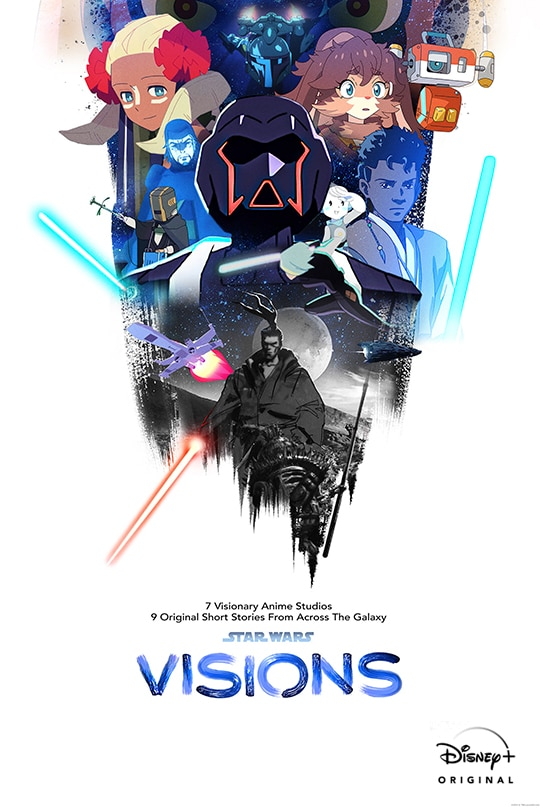 7 Visionary Anime Studios
9 Original Short Stories From Across The Galaxy
STAR WARS
VISIONS
Disney+
ORIGINAL